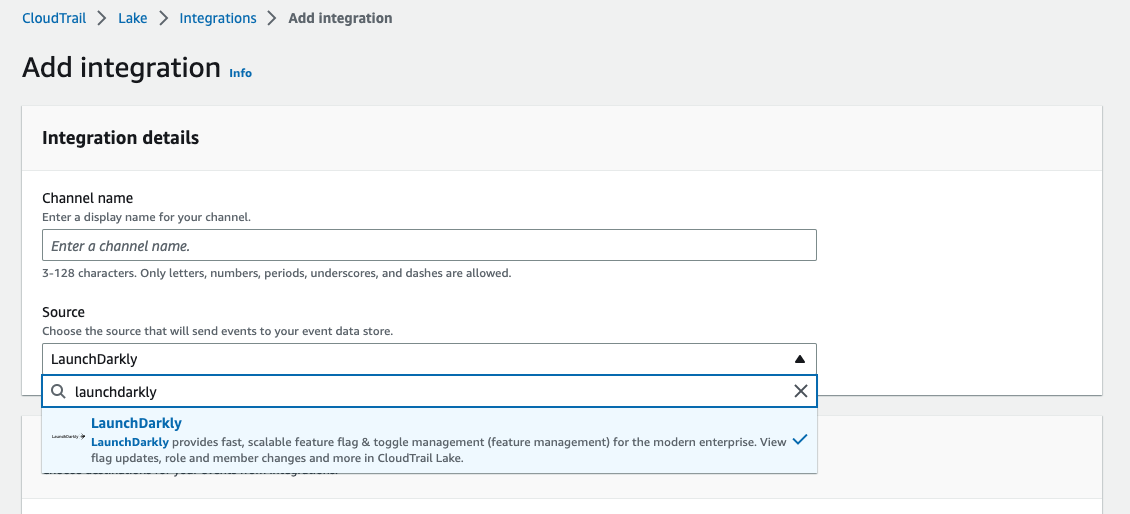 CloudTrail > Lake > Integrations > Add integration
Add integration Info
Integration details
Channel name
Enter a display name for your channel.
Enter a channel name.
3-128 characters. Only letters, numbers, periods, underscores, and dashes are allowed.
Source
Choose the source that will send events to your event data store.
LaunchDarkly
launchdarkly
LaunchDarkly
LaunchDarkly
LaunchDarkly provides fast, scalable feature flag & toggle management (feature management) for the modern enterprise. View
flag updates, role and member changes and more in CloudTrail Lake.